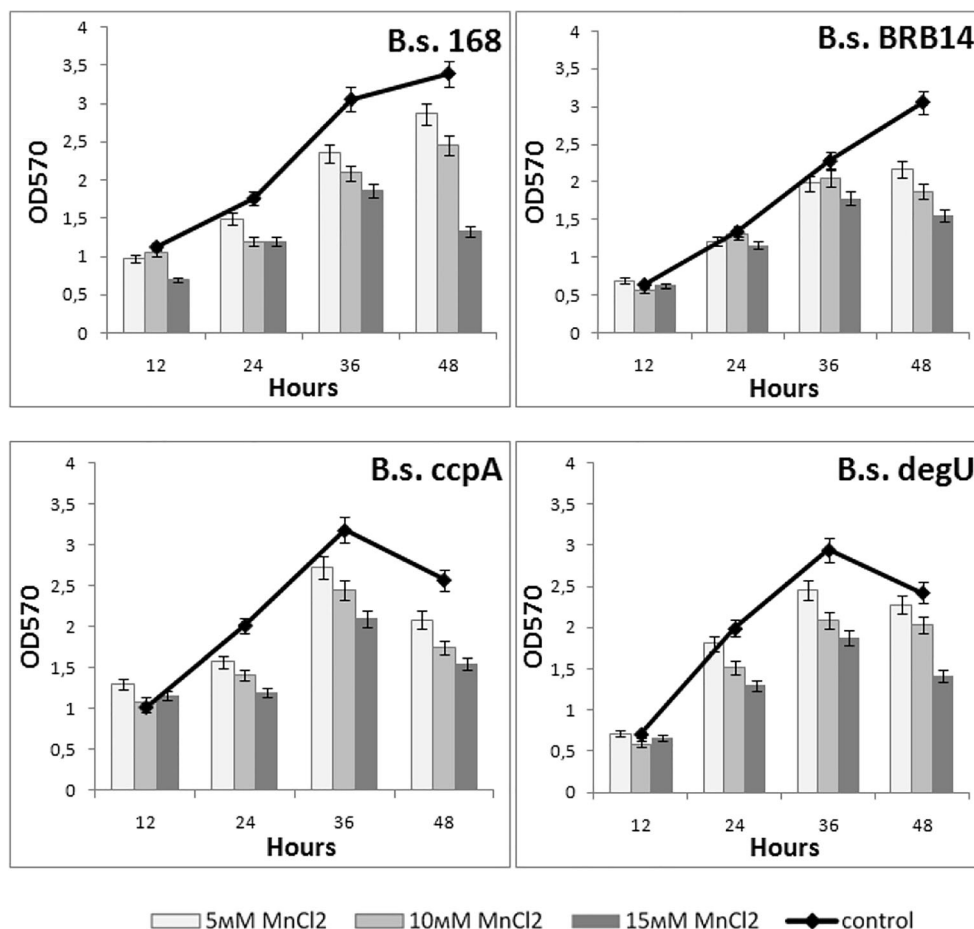 B.s. 168
4
3,5
3
2,5
2
1,5
1
0,5
0
OD570
12 24 36 48
Hours
B.s. BRB14
4
3,5
3
2,5
2
1,5
1
0,5
0
OD570
12 24 36 48
Hours
B.s. ccpA
4
3,5
3
2,5
2
1,5
1
0,5
0
OD570
12 24 36 48
Hours
B.s. degU
4
3,5
3
2,5
2
1,5
1
0,5
0
OD570
12 24 36 48
Hours
5мМ MnCl2 10мМ MnCl2 15мМ MnCl2 control